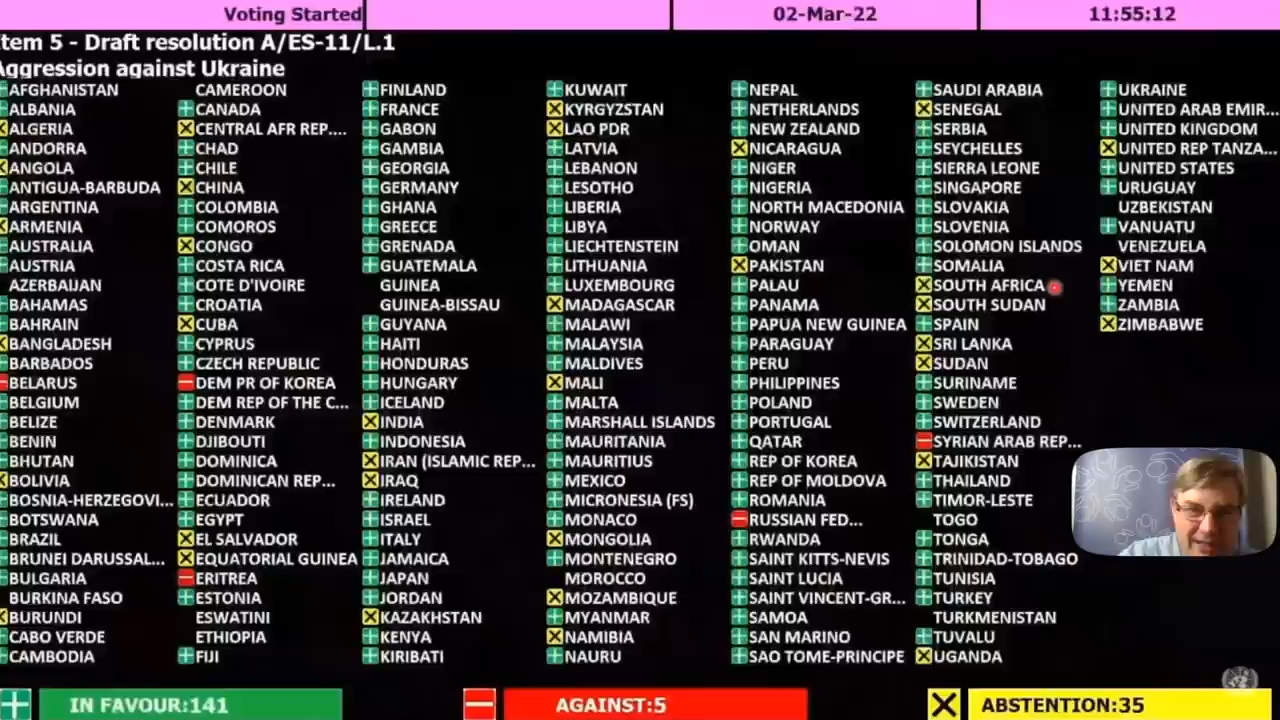 Voting Started
02-Mar-22
11:55:12
tem 5 - Draft resolution A/ES-11/L.1
Aggression against Ukraine
AFGHANISTAN
ALBANIA
ALGERIA
ANDORRA
ANGOLA
ANTIGUA-BARBUDA
ARGENTINA
ARMENIA
AUSTRALIA
AUSTRIA
AZERBAIJAN
BAHAMAS
BAHRAIN
BANGLADESH
BARBADOS
BELARUS
BELGIUM
BELIZE
BENIN
BHUTAN
BOLIVIA
BOSNIA-HERZEGOVI...
BOTSWANA
BRAZIL
BRUNEI DARUSSAL...
BULGARIA
BURKINA FASO
BURUNDI
CABO VERDE
CAMBODIA
CAMEROON
CANADA
CENTRAL AFR REP....
CHAD
CHILE
CHINA
COLOMBIA
COMOROS
CONGO
COSTA RICA
COTE D'IVOIRE
CROATIA
CUBA
CYPRUS
CZECH REPUBLIC
DEM PR OF KOREA
DEM REP OF THE C...
DENMARK
DJIBOUTI
DOMINICA
DOMINICAN REP...
ECUADOR
EGYPT
EL SALVADOR
EQUATORIAL GUINEA
ERITREA
ESTONIA
ESWATINI
ETHIOPIA
FIJI
FINLAND
FRANCE
GABON
GAMBIA
GEORGIA
GERMANY
GHANA
GREECE
GRENADA
GUATEMALA
GUINEA
GUINEA-BISSAU
GUYANA
HAITI
HONDURAS
HUNGARY
ICELAND
INDIA
INDONESIA
IRAN (ISLAMIC REP...
IRAQ
IRELAND
ISRAEL
ITALY
JAMAICA
JAPAN
JORDAN
KAZAKHSTAN
KENYA
KIRIBATI
KUWAIT
KYRGYZSTAN
LAO PDR
LATVIA
LEBANON
LESOTHO
LIBERIA
LIBYA
LIECHTENSTEIN
LITHUANIA
LUXEMBOURG
MADAGASCAR
MALAWI
MALAYSIA
MALDIVES
MALI
MALTA
MARSHALL ISLANDS
MAURITANIA
MAURITIUS
MEXICO
MICRONESIA (FS)
MONACO
MONGOLIA
MONTENEGRO
MOROCCO
MOZAMBIQUE
MYANMAR
NAMIBIA
NAURU
NEPAL
NETHERLANDS
NEW ZEALAND
NICARAGUA
NIGER
NIGERIA
NORTH MACEDONIA
NORWAY
OMAN
PAKISTAN
PALAU
PANAMA
PAPUA NEW GUINEA
PARAGUAY
PERU
PHILIPPINES
POLAND
PORTUGAL
QATAR
REP OF KOREA
REP OF MOLDOVA
ROMANIA
RUSSIAN FED...
RWANDA
SAINT KITTS-NEVIS
SAINT LUCIA
SAINT VINCENT-GR...
SAMOA
SAN MARINO
SAO TOME-PRINCIPE
SAUDI ARABIA
SENEGAL
SERBIA
SEYCHELLES
SIERRA LEONE
SINGAPORE
SLOVAKIA
SLOVENIA
SOLOMON ISLANDS
SOMALIA
SOUTH AFRICA
SOUTH SUDAN
SPAIN
SRI LANKA
SUDAN
SURINAME
SWEDEN
SWITZERLAND
SYRIAN ARAB REP...
TAJIKISTAN
THAILAND
TIMOR-LESTE
TOGO
TONGA
TRINIDAD-TOBAGO
TUNISIA
TURKEY
TURKMENISTAN
TUVALU
UGANDA
UKRAINE
UNITED ARAB EMIR...
UNITED KINGDOM
UNITED REP TANZA...
UNITED STATES
URUGUAY
UZBEKISTAN
VANUATU
VENEZUELA
VIET NAM
YEMEN
ZAMBIA
ZIMBABWE
IN FAVOUR:141
AGAINST:5
ABSTENTION:35